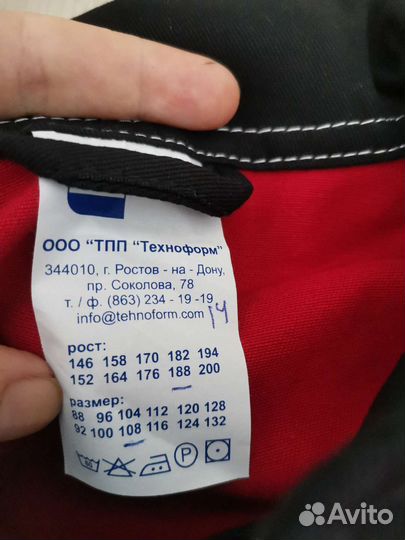 ООО "ТПП "Техноформ"
344010, г. Ростов - на - Дону,
пр. Соколова, 78
т. / ф. (863) 234 - 19 -19
info@tehnoform.com 14
рост:
146 158 170 182 194
152 164 176 188 200
размер:
88 96 104 112 120 128
92 100 108 116 124 132
60 P
Avito